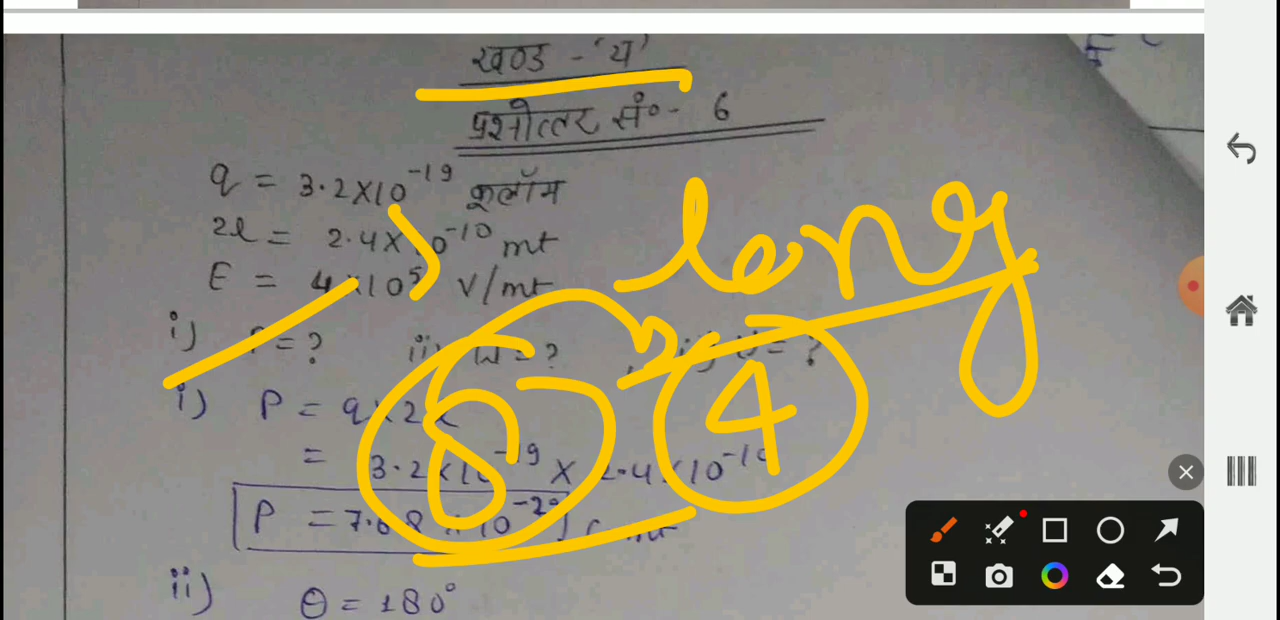 खण्ड - 'य'
प्रश्नोत्तर सं०- 6
q = 3.2×10⁻¹⁹ कूलॉम
2l = 2.4×10⁻¹⁰ mt
E = 4×10⁵ V/mt
long
i) P=? ii) W=? , iii) U=?
6 4
i) P = q×2l
= 3.2×10⁻¹⁹ × 2.4×10⁻¹⁰
P = 7.68×10⁻²⁹ C-mt
ii) θ = 180°